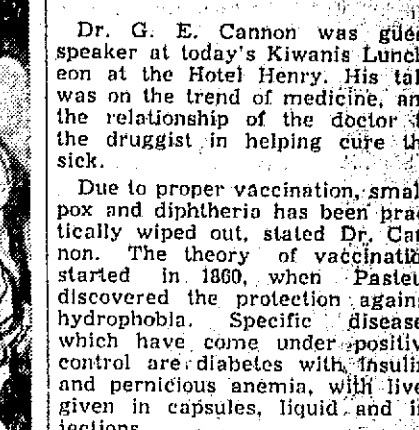 Dr. G. E. Cannon was gue
speaker at today's Kiwanis Lunc
eon at the Hotel Henry. His tal
was on the trend of medicine, an
the relationship of the doctor t
the druggist in helping cure th
sick.
Due to proper vaccination, smal
pox and diphtheria has been prac
tically wiped out, stated Dr. Can
non. The theory of vaccinatio
started in 1860, when Pasteu
discovered the protection again
hydrophobia. Specific disease
which have come under positiv
control are diabetes with insulin
and pernicious anemia, with live
given in capsules, liquid and i
jections